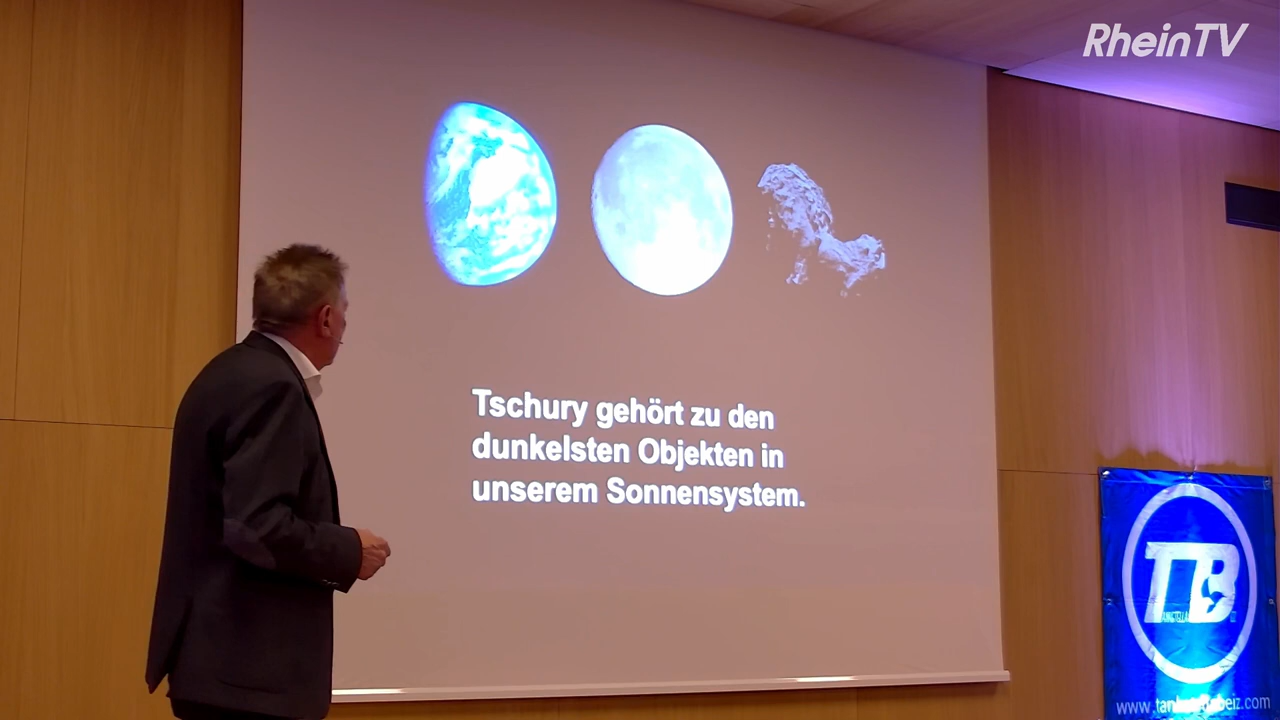 RheinTV
Tschury gehört zu den
dunkelsten Objekten in
unserem Sonnensystem.
TB